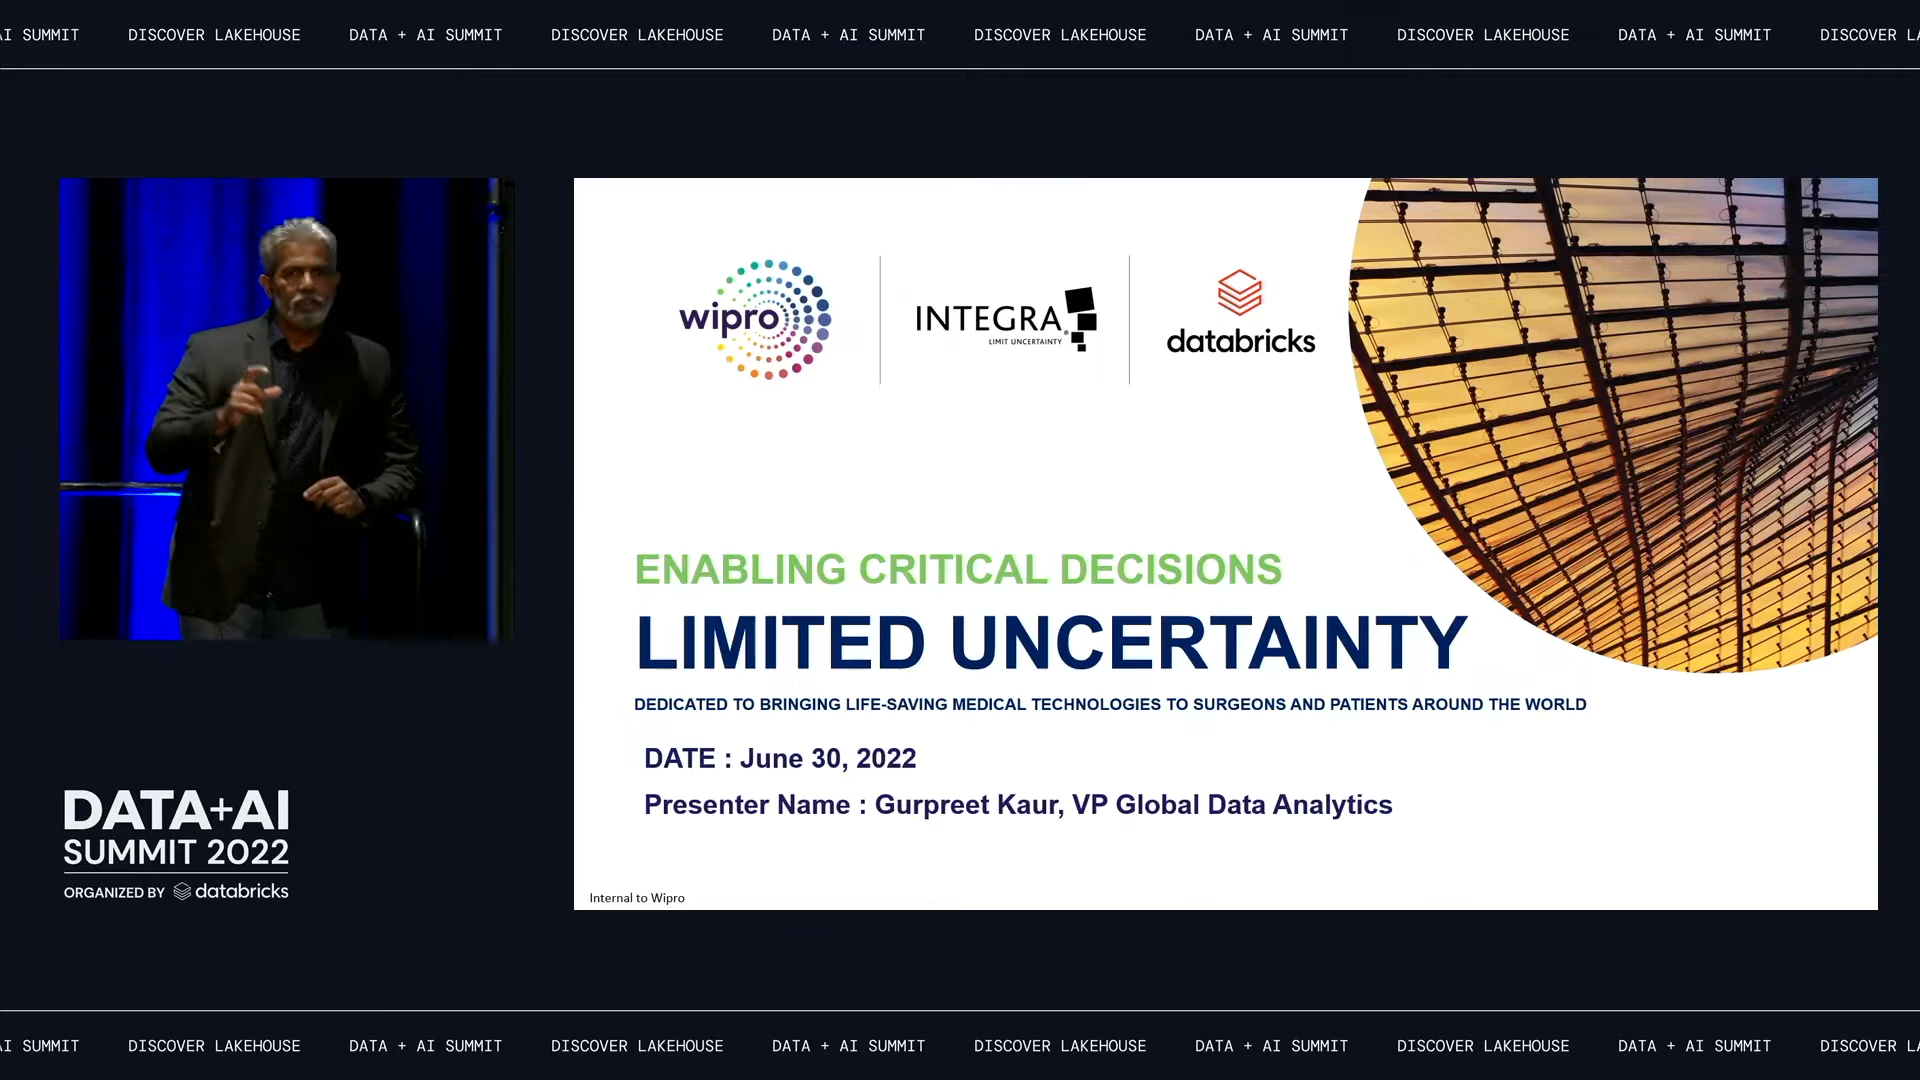 AI SUMMIT DISCOVER LAKEHOUSE DATA + AI SUMMIT DISCOVER LAKEHOUSE DATA + AI SUMMIT DISCOVER LAKEHOUSE DATA + AI SUMMIT DISCOVER LAKEHOUSE DATA + AI SUMMIT DISCOVER LA
wipro
INTEGRA®
LIMIT UNCERTAINTY
databricks
ENABLING CRITICAL DECISIONS
LIMITED UNCERTAINTY
DEDICATED TO BRINGING LIFE-SAVING MEDICAL TECHNOLOGIES TO SURGEONS AND PATIENTS AROUND THE WORLD
DATE : June 30, 2022
Presenter Name : Gurpreet Kaur, VP Global Data Analytics
Internal to Wipro
DATA+AI
SUMMIT 2022
ORGANIZED BY databricks
AI SUMMIT DISCOVER LAKEHOUSE DATA + AI SUMMIT DISCOVER LAKEHOUSE DATA + AI SUMMIT DISCOVER LAKEHOUSE DATA + AI SUMMIT DISCOVER LAKEHOUSE DATA + AI SUMMIT DISCOVER LA